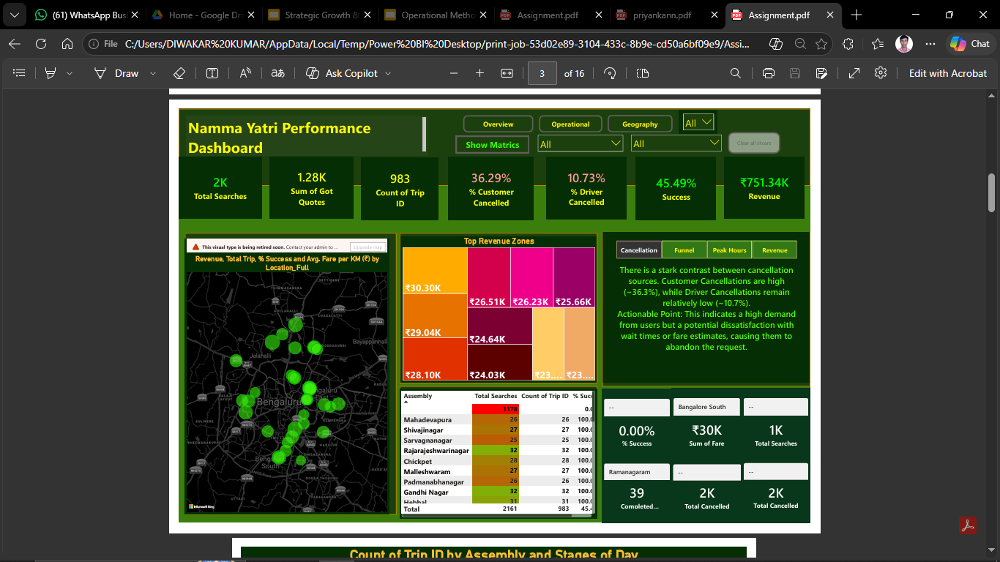 (61) WhatsApp Bus
Home - Google Dri
Strategic Growth &
Operational Metho
Assignment.pdf
priyankann.pdf
Assignment.pdf
File
C:/Users/DIWAKAR%20KUMAR/AppData/Local/Temp/Power%20BI%20Desktop/print-job-53d02e89-3104-433c-8b9e-cd50a6bf09e9/Assi...
Chat
Draw
Ask Copilot
3 of 16
Edit with Acrobat
Namma Yatri Performance
Dashboard
Overview
Operational
Geography
All
Show Matrics
All
All
Clear all slicers
2K
Total Searches
1.28K
Sum of Got
Quotes
983
Count of Trip
ID
36.29%
% Customer
Cancelled
10.73%
% Driver
Cancelled
45.49%
Success
₹751.34K
Revenue
This visual type is being retired soon. Contact your admin to ...
Upgrade map
Revenue, Total Trip, % Success and Avg. Fare per KM (₹) by
Location_Full
Jalahalli
Bayappanhall
Bengaluru
Microsoft Bing
Top Revenue Zones
₹30.30K
₹29.04K
₹28.10K
₹26.51K
₹26.23K
₹25.66K
₹24.64K
₹24.03K
₹23....
₹23....
Cancellation
Funnel
Peak Hours
Revenue
There is a stark contrast between cancellation
sources. Customer Cancellations are high
(~36.3%), while Driver Cancellations remain
relatively low (~10.7%).
Actionable Point: This indicates a high demand
from users but a potential dissatisfaction with
wait times or fare estimates, causing them to
abandon the request.
Assembly Total Searches Count of Trip ID % Succ
1178 0.0
Mahadevapura 26 26 100.0
Shivajinagar 27 27 100.0
Sarvagnanagar 25 25 100.0
Rajarajeshwarinagar 32 32 100.0
Chickpet 28 28 100.0
Malleshwaram 27 27 100.0
Padmanabhanagar 26 26 100.0
Gandhi Nagar 32 32 100.0
Hebbal 31 31 100.0
Total 2161 983 45.4
--
0.00%
% Success
Bangalore South
₹30K
Sum of Fare
--
1K
Total Searches
Ramanagaram
39
Completed...
--
2K
Total Cancelled
--
2K
Total Cancelled
Count of Trip ID by Assembly and Stages of Day